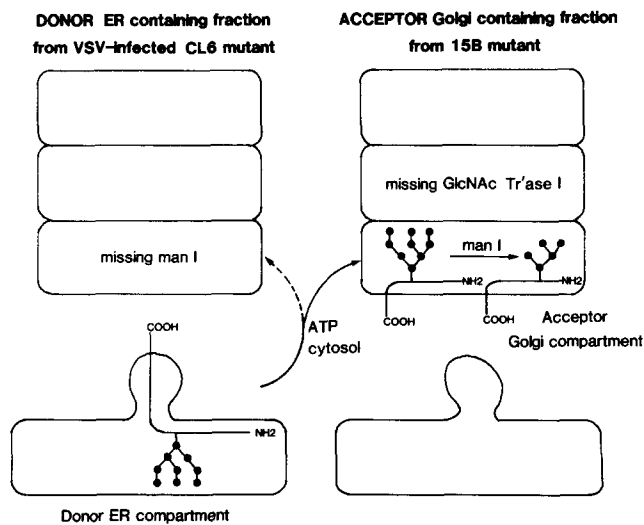 DONOR ER containing fraction
from VSV-infected CL6 mutant
ACCEPTOR Golgi containing fraction
from 15B mutant
missing man I
missing GlcNAc Tr'ase I
man I
NH2
NH2
COOH
COOH
Acceptor
Golgi compartment
ATP
cytosol
COOH
NH2
Donor ER compartment